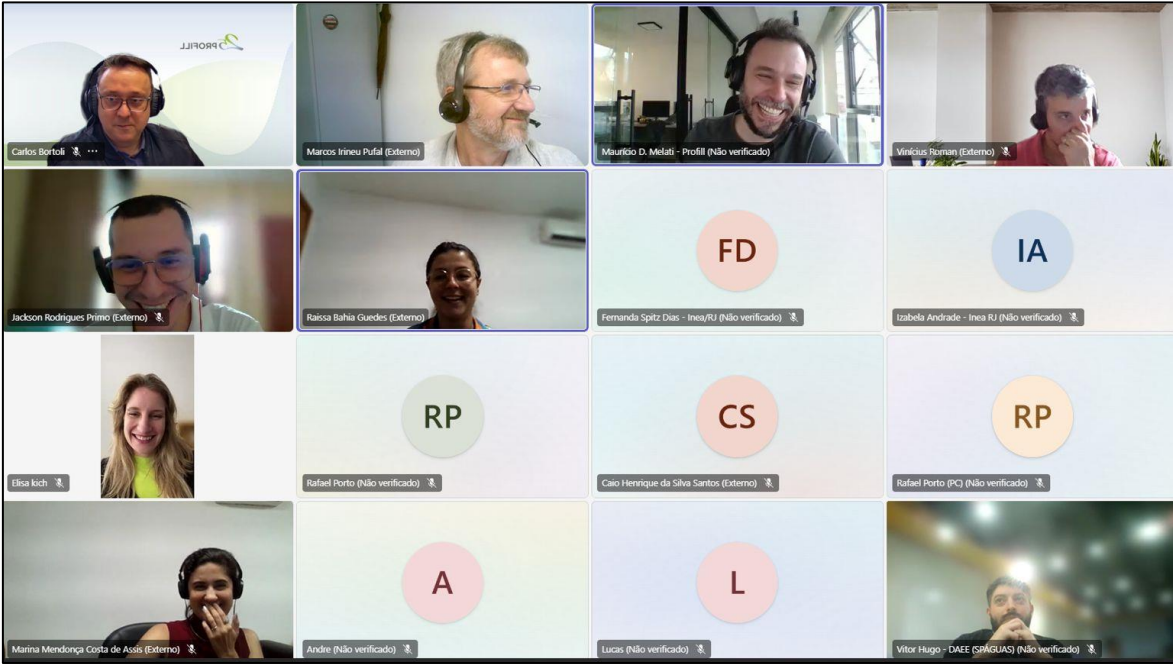 25 PROFILL
Carlos Bortoli
Marcos Irineu Pufal (Externo)
Maurício D. Melati - Profill (Não verificado)
Vinícius Roman (Externo)
Jackson Rodrigues Primo (Externo)
Raissa Bahia Guedes (Externo)
FD
Fernanda Spitz Dias - Inea/RJ (Não verificado)
IA
Izabela Andrade - Inea RJ (Não verificado)
Elisa kich
RP
Rafael Porto (Não verificado)
CS
Caio Henrique da Silva Santos (Externo)
RP
Rafael Porto (PC) (Não verificado)
Marina Mendonça Costa de Assis (Externo)
A
Andre (Não verificado)
L
Lucas (Não verificado)
Vitor Hugo - DAEE (SPÁGUAS) (Não verificado)